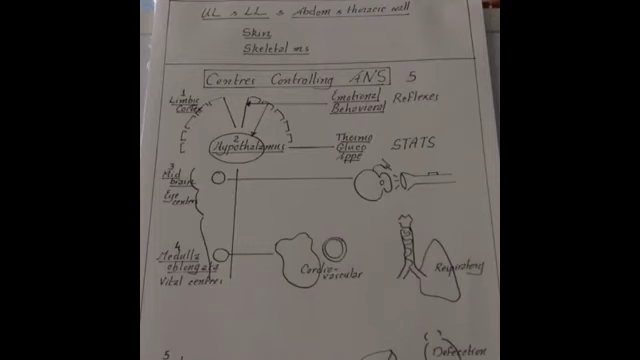 UL s LL s Abdom s thoracic wall
Skin
Skeletal ms
Centres Controlling ANS 5
1
Limbic
Cortex
Emotional
Behavioral
Reflexes
2
Hypothalamus
Thermo
Gluco
Appe
STATS
3
Mid
brain
Eye
centres
4
Medulla
oblongata
Vital centres
Cardio-
vascular
Respiratory
5
Defecation